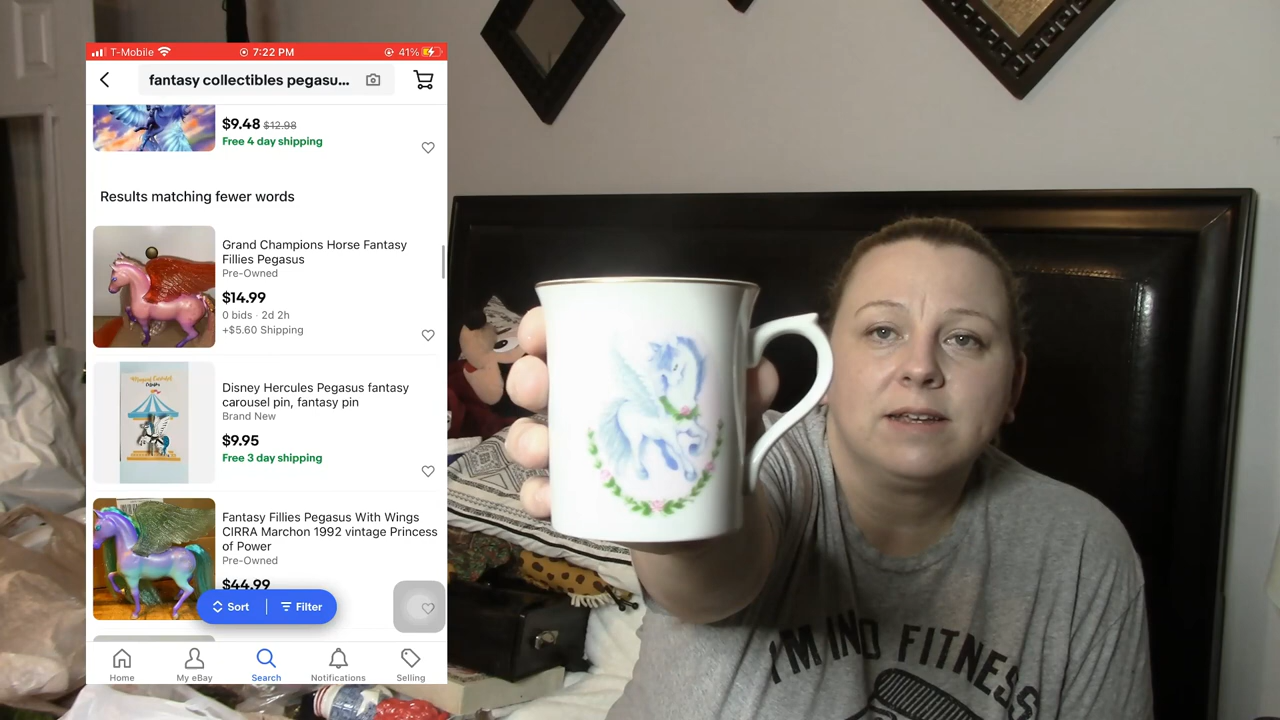 T-Mobile
7:22 PM
41%
fantasy collectibles pegasu...
$9.48 $12.98
Free 4 day shipping
Results matching fewer words
Grand Champions Horse Fantasy
Fillies Pegasus
Pre-Owned
$14.99
0 bids · 2d 2h
+$5.60 Shipping
Disney Hercules Pegasus fantasy
carousel pin, fantasy pin
Brand New
$9.95
Free 3 day shipping
Fantasy Fillies Pegasus With Wings
CIRRA Marchon 1992 vintage Princess
of Power
Pre-Owned
$44.99
Sort
Filter
Home
My eBay
Search
Notifications
Selling
I'M INTO FITNESS